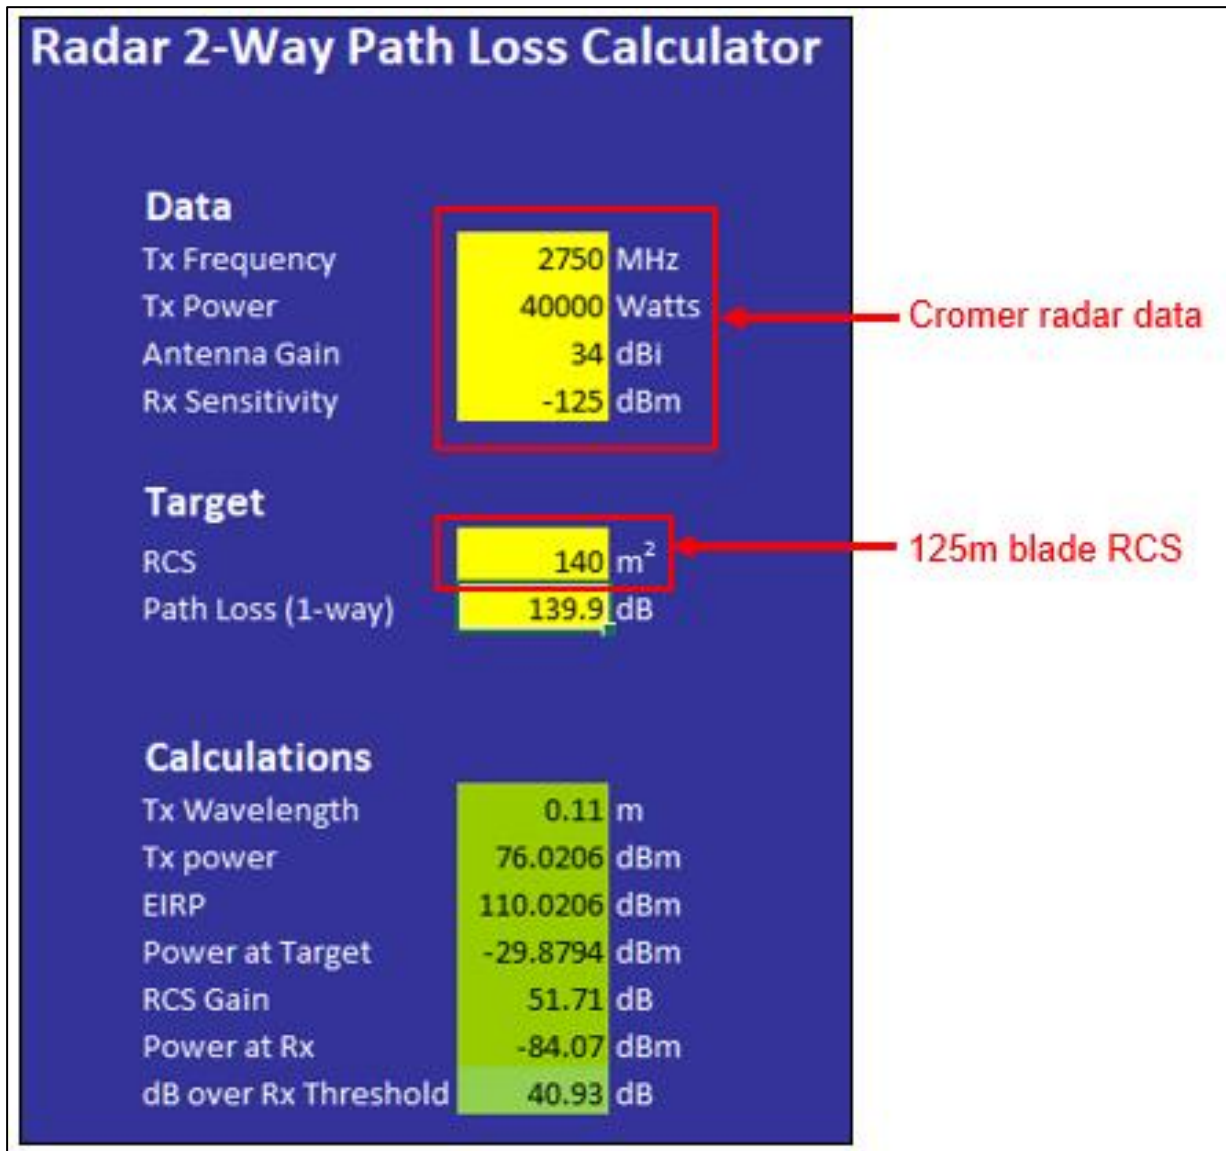 Radar 2-Way Path Loss Calculator
Data
Tx Frequency 2750 MHz
Tx Power 40000 Watts
Cromer radar data
Antenna Gain 34 dBi
Rx Sensitivity -125 dBm
Target
RCS 140 m²
125m blade RCS
Path Loss (1-way) 139.9 dB
Calculations
Tx Wavelength 0.11 m
Tx power 76.0206 dBm
EIRP 110.0206 dBm
Power at Target -29.8794 dBm
RCS Gain 51.71 dB
Power at Rx -84.07 dBm
dB over Rx Threshold 40.93 dB